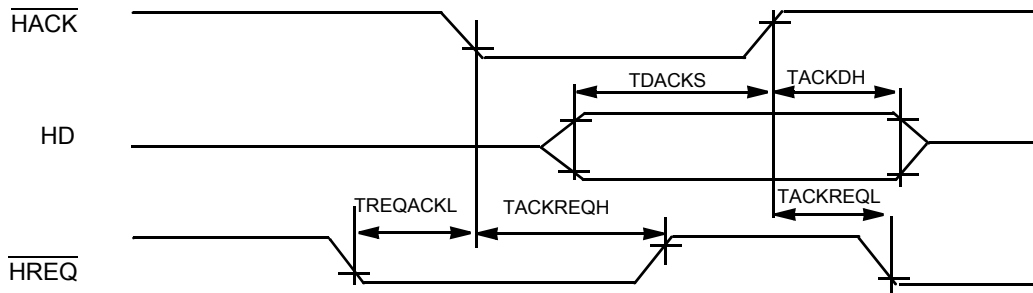 HACK
TDACKS
TACKDH
HD
TREQACKL
TACKREQH
TACKREQL
HREQ